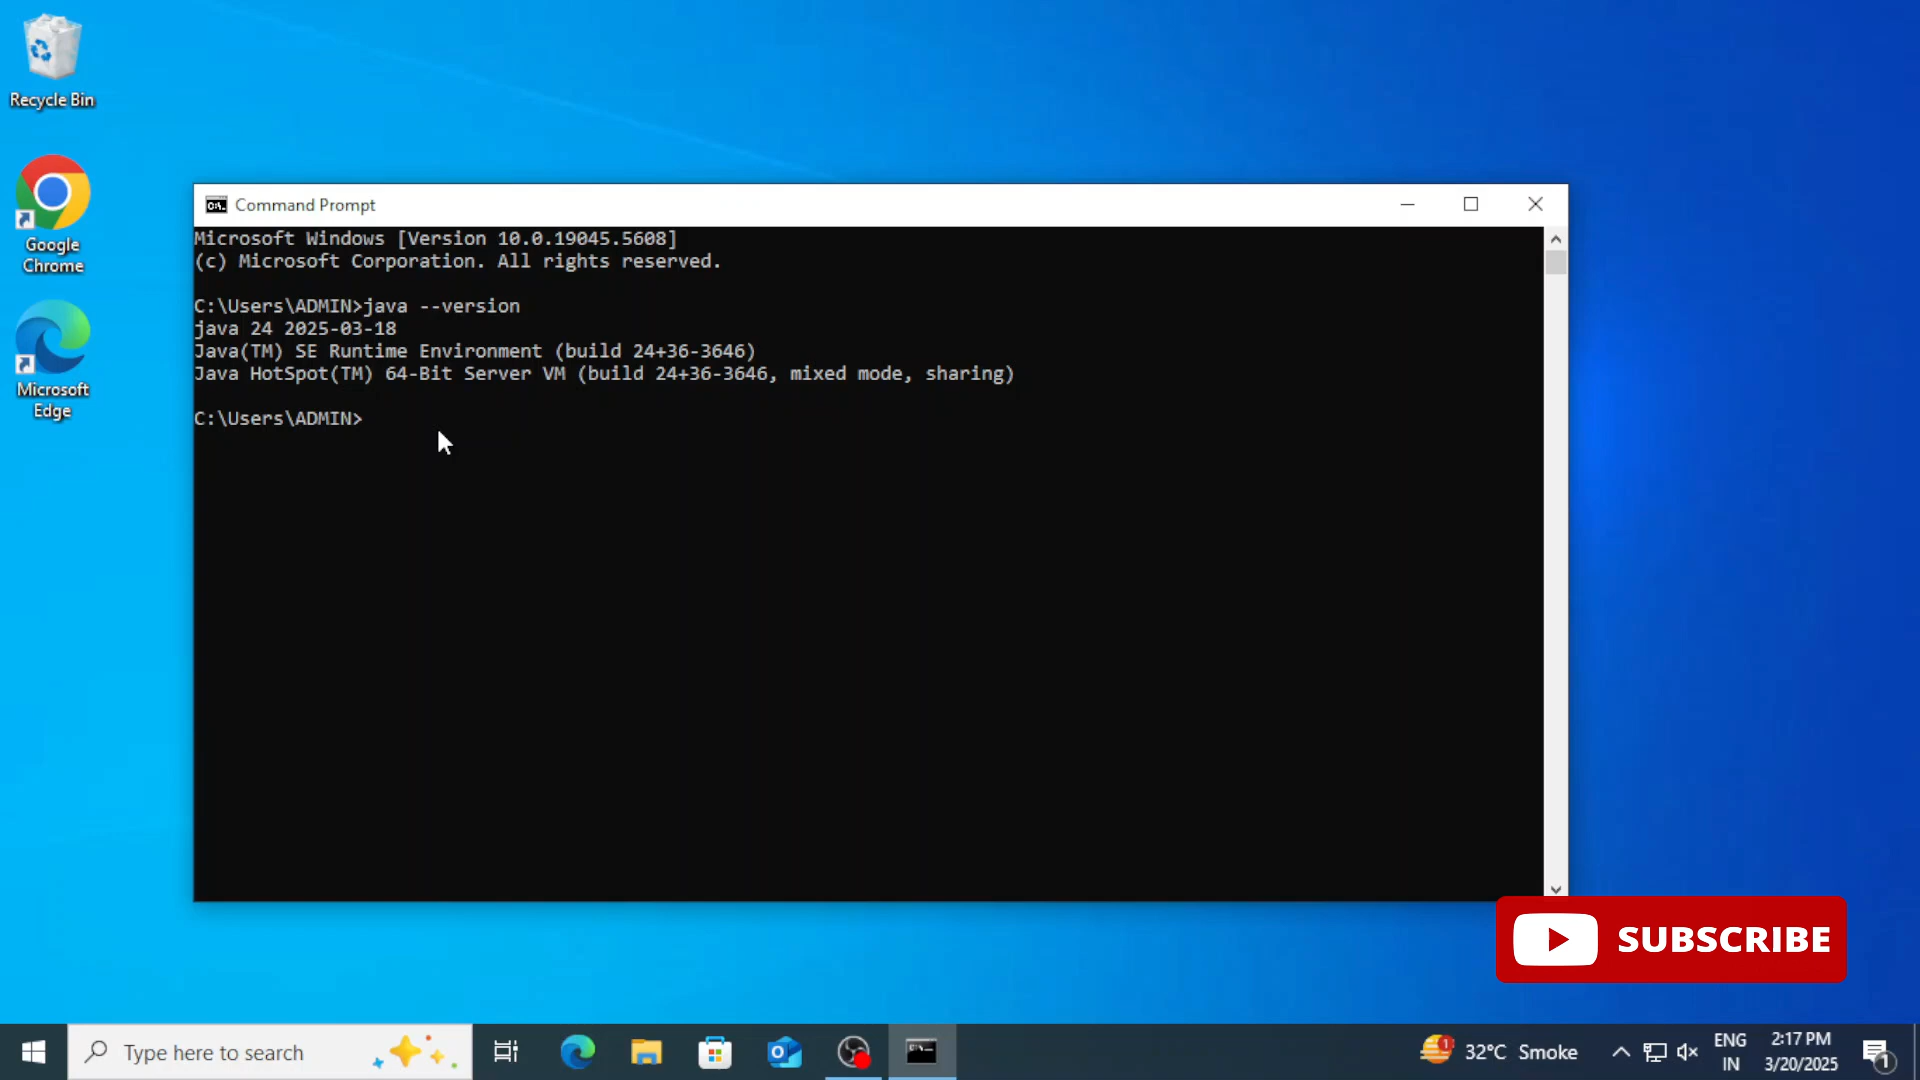 Recycle Bin
Google
Chrome
Microsoft
Edge
Command Prompt
Microsoft Windows [Version 10.0.19045.5608]
(c) Microsoft Corporation. All rights reserved.
C:\Users\ADMIN>java --version
java 24 2025-03-18
Java(TM) SE Runtime Environment (build 24+36-3646)
Java HotSpot(TM) 64-Bit Server VM (build 24+36-3646, mixed mode, sharing)
C:\Users\ADMIN>
SUBSCRIBE
Type here to search
1
32°C Smoke
ENG
IN
2:17 PM
3/20/2025
1